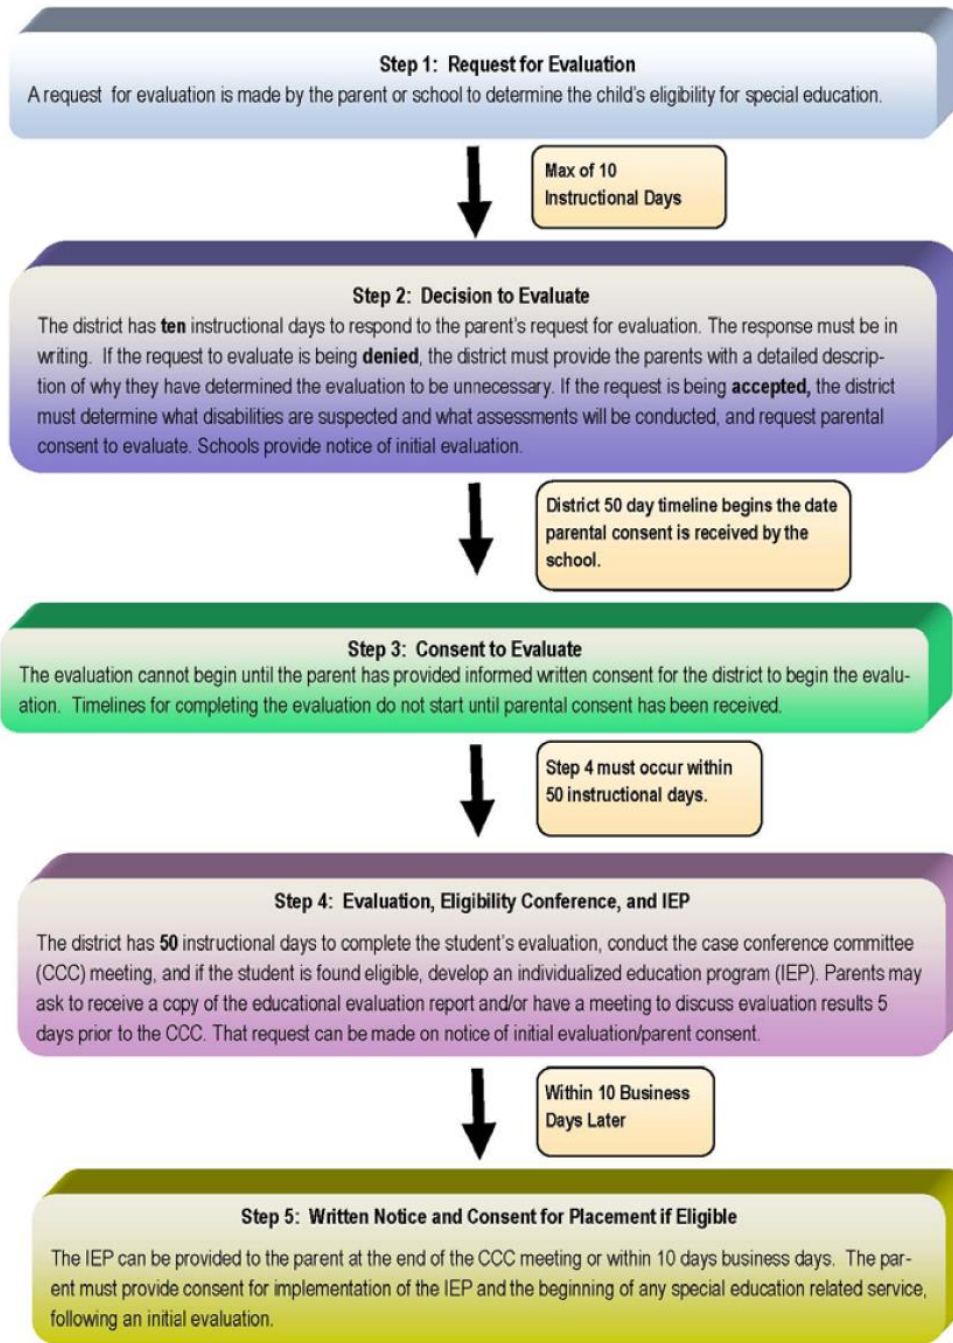 Step 1: Request for Evaluation
A request for evaluation is made by the parent or school to determine the child's eligibility for special education.
Max of 10
Instructional Days
Step 2: Decision to Evaluate
The district has ten instructional days to respond to the parent's request for evaluation. The response must be in
writing. If the request to evaluate is being denied, the district must provide the parents with a detailed descrip-
tion of why they have determined the evaluation to be unnecessary. If the request is being accepted, the district
must determine what disabilities are suspected and what assessments will be conducted, and request parental
consent to evaluate. Schools provide notice of initial evaluation.
District 50 day timeline begins the date
parental consent is received by the
school.
Step 3: Consent to Evaluate
The evaluation cannot begin until the parent has provided informed written consent for the district to begin the evalu-
ation. Timelines for completing the evaluation do not start until parental consent has been received.
Step 4 must occur within
50 instructional days.
Step 4: Evaluation, Eligibility Conference, and IEP
The district has 50 instructional days to complete the student's evaluation, conduct the case conference committee
(CCC) meeting, and if the student is found eligible, develop an individualized education program (IEP). Parents may
ask to receive a copy of the educational evaluation report and/or have a meeting to discuss evaluation results 5
days prior to the CCC. That request can be made on notice of initial evaluation/parent consent.
Within 10 Business
Days Later
Step 5: Written Notice and Consent for Placement if Eligible
The IEP can be provided to the parent at the end of the CCC meeting or within 10 days business days. The par-
ent must provide consent for implementation of the IEP and the beginning of any special education related service,
following an initial evaluation.